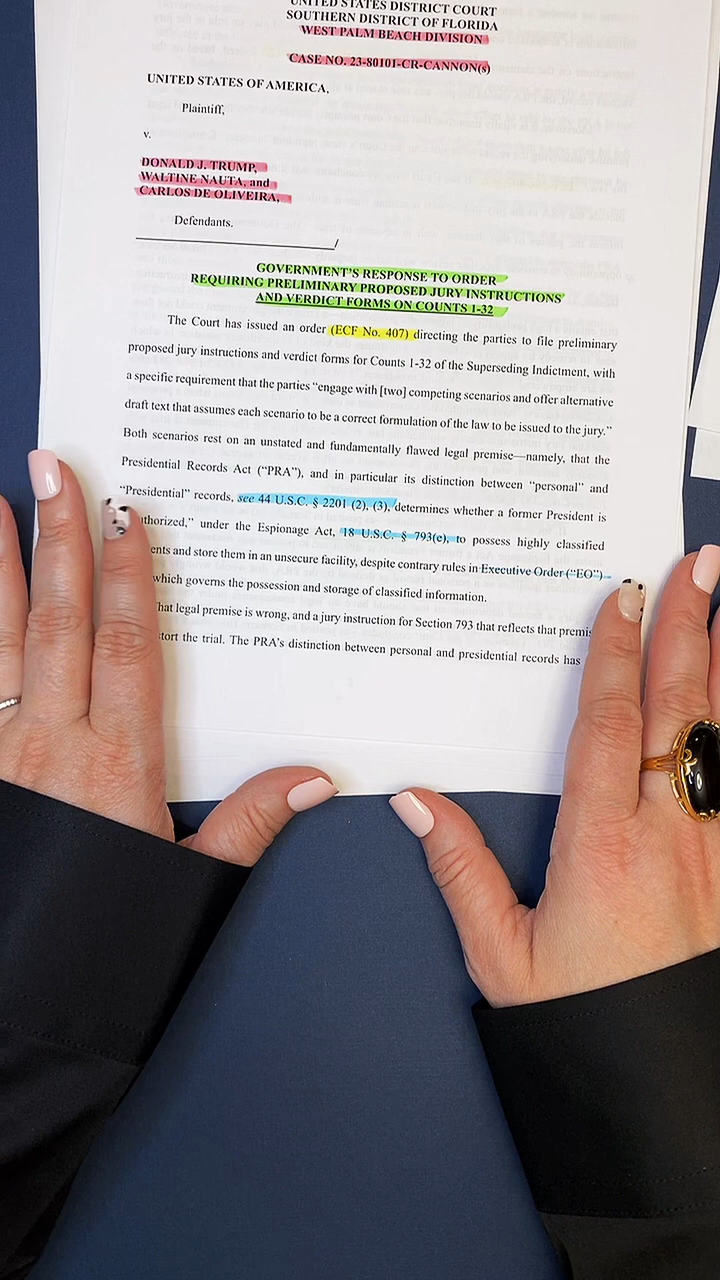 UNITED STATES DISTRICT COURT
SOUTHERN DISTRICT OF FLORIDA
WEST PALM BEACH DIVISION
CASE NO. 23-80101-CR-CANNON(s)
UNITED STATES OF AMERICA,
Plaintiff,
v.
DONALD J. TRUMP,
WALTINE NAUTA, and
CARLOS DE OLIVEIRA,
Defendants.
/
GOVERNMENT’S RESPONSE TO ORDER
REQUIRING PRELIMINARY PROPOSED JURY INSTRUCTIONS
AND VERDICT FORMS ON COUNTS 1-32
The Court has issued an order (ECF No. 407) directing the parties to file preliminary
proposed jury instructions and verdict forms for Counts 1-32 of the Superseding Indictment, with
a specific requirement that the parties “engage with [two] competing scenarios and offer alternative
draft text that assumes each scenario to be a correct formulation of the law to be issued to the jury.”
Both scenarios rest on an unstated and fundamentally flawed legal premise—namely, that the
Presidential Records Act (“PRA”), and in particular its distinction between “personal” and
“Presidential” records, see 44 U.S.C. § 2201 (2), (3), determines whether a former President is
thorized,” under the Espionage Act, 18 U.S.C. § 793(e), to possess highly classified
ents and store them in an unsecure facility, despite contrary rules in Executive Order (“EO”)
which governs the possession and storage of classified information.
hat legal premise is wrong, and a jury instruction for Section 793 that reflects that premis
tort the trial. The PRA’s distinction between personal and presidential records has